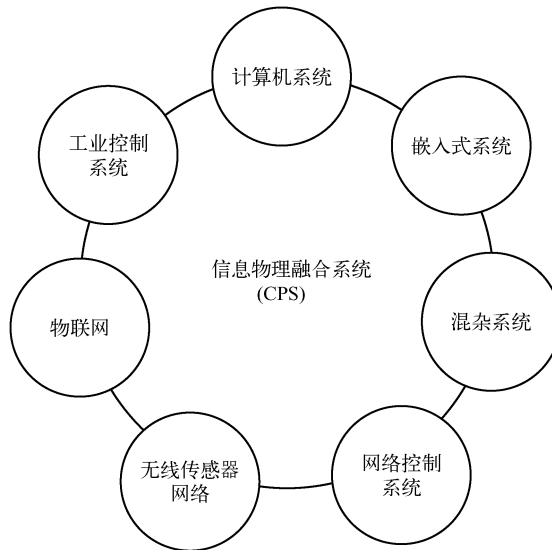 计算机系统
嵌入式系统
工业控制
系统
信息物理融合系统
(CPS)
物联网
混杂系统
无线传感器
网络
网络控制
系统